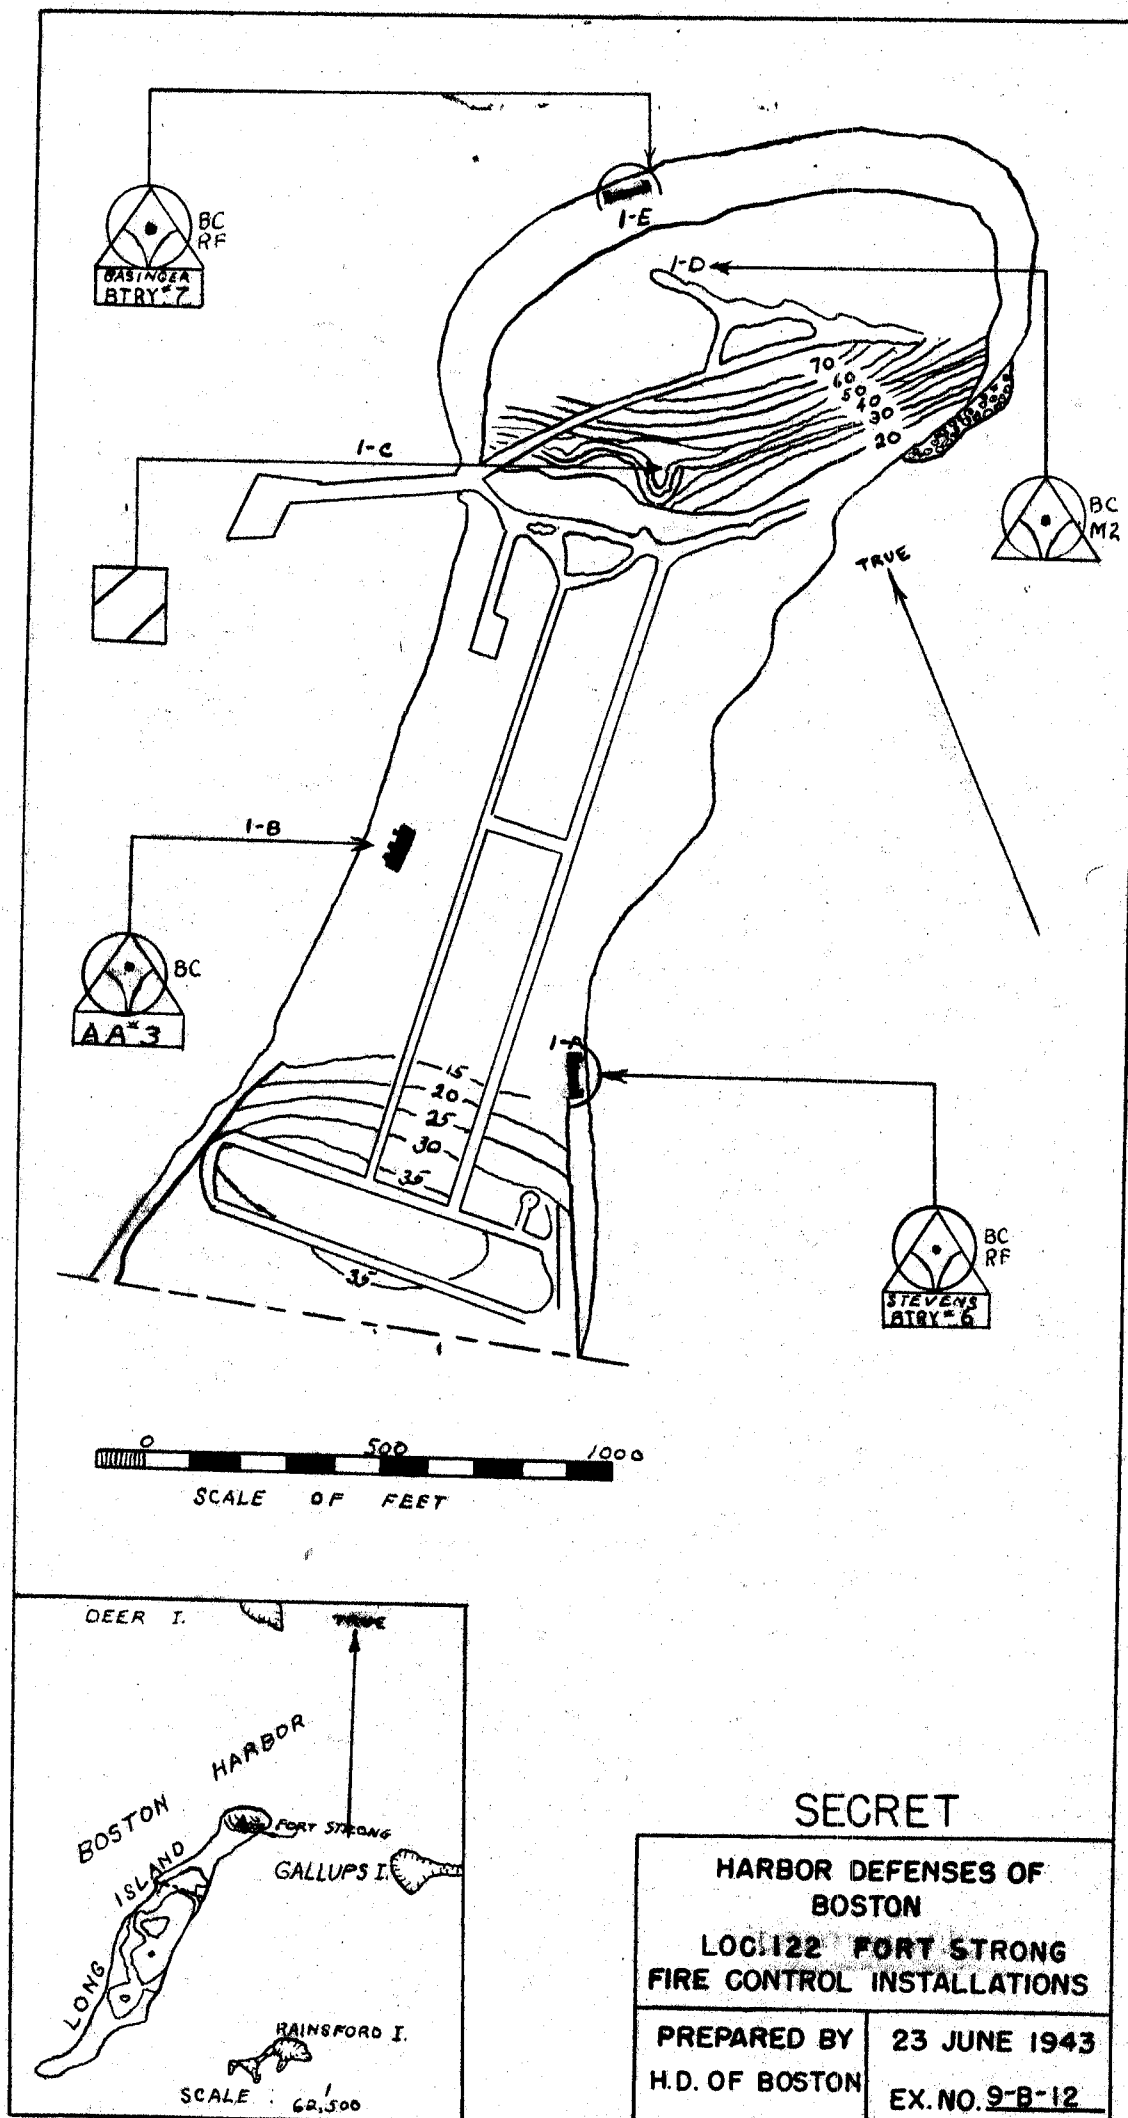 BC
RF
BASINGER
BTRY #7
1-E
1-D
70
60
50
40
30
20
1-C
BC
M2
TRUE
1-B
BC
AA#3
1-A
15
20
25
30
35
35
BC
RF
STEVENS
BTRY #6
0 500 1000
SCALE OF FEET
DEER I.
TRUE
BOSTON HARBOR
FORT STRONG
GALLUPS I.
LONG ISLAND
RAINSFORD I.
SCALE : 1/62,500
SECRET
HARBOR DEFENSES OF
BOSTON
LOC. 122 FORT STRONG
FIRE CONTROL INSTALLATIONS
PREPARED BY
H.D. OF BOSTON
23 JUNE 1943
EX. NO. 9-B-12